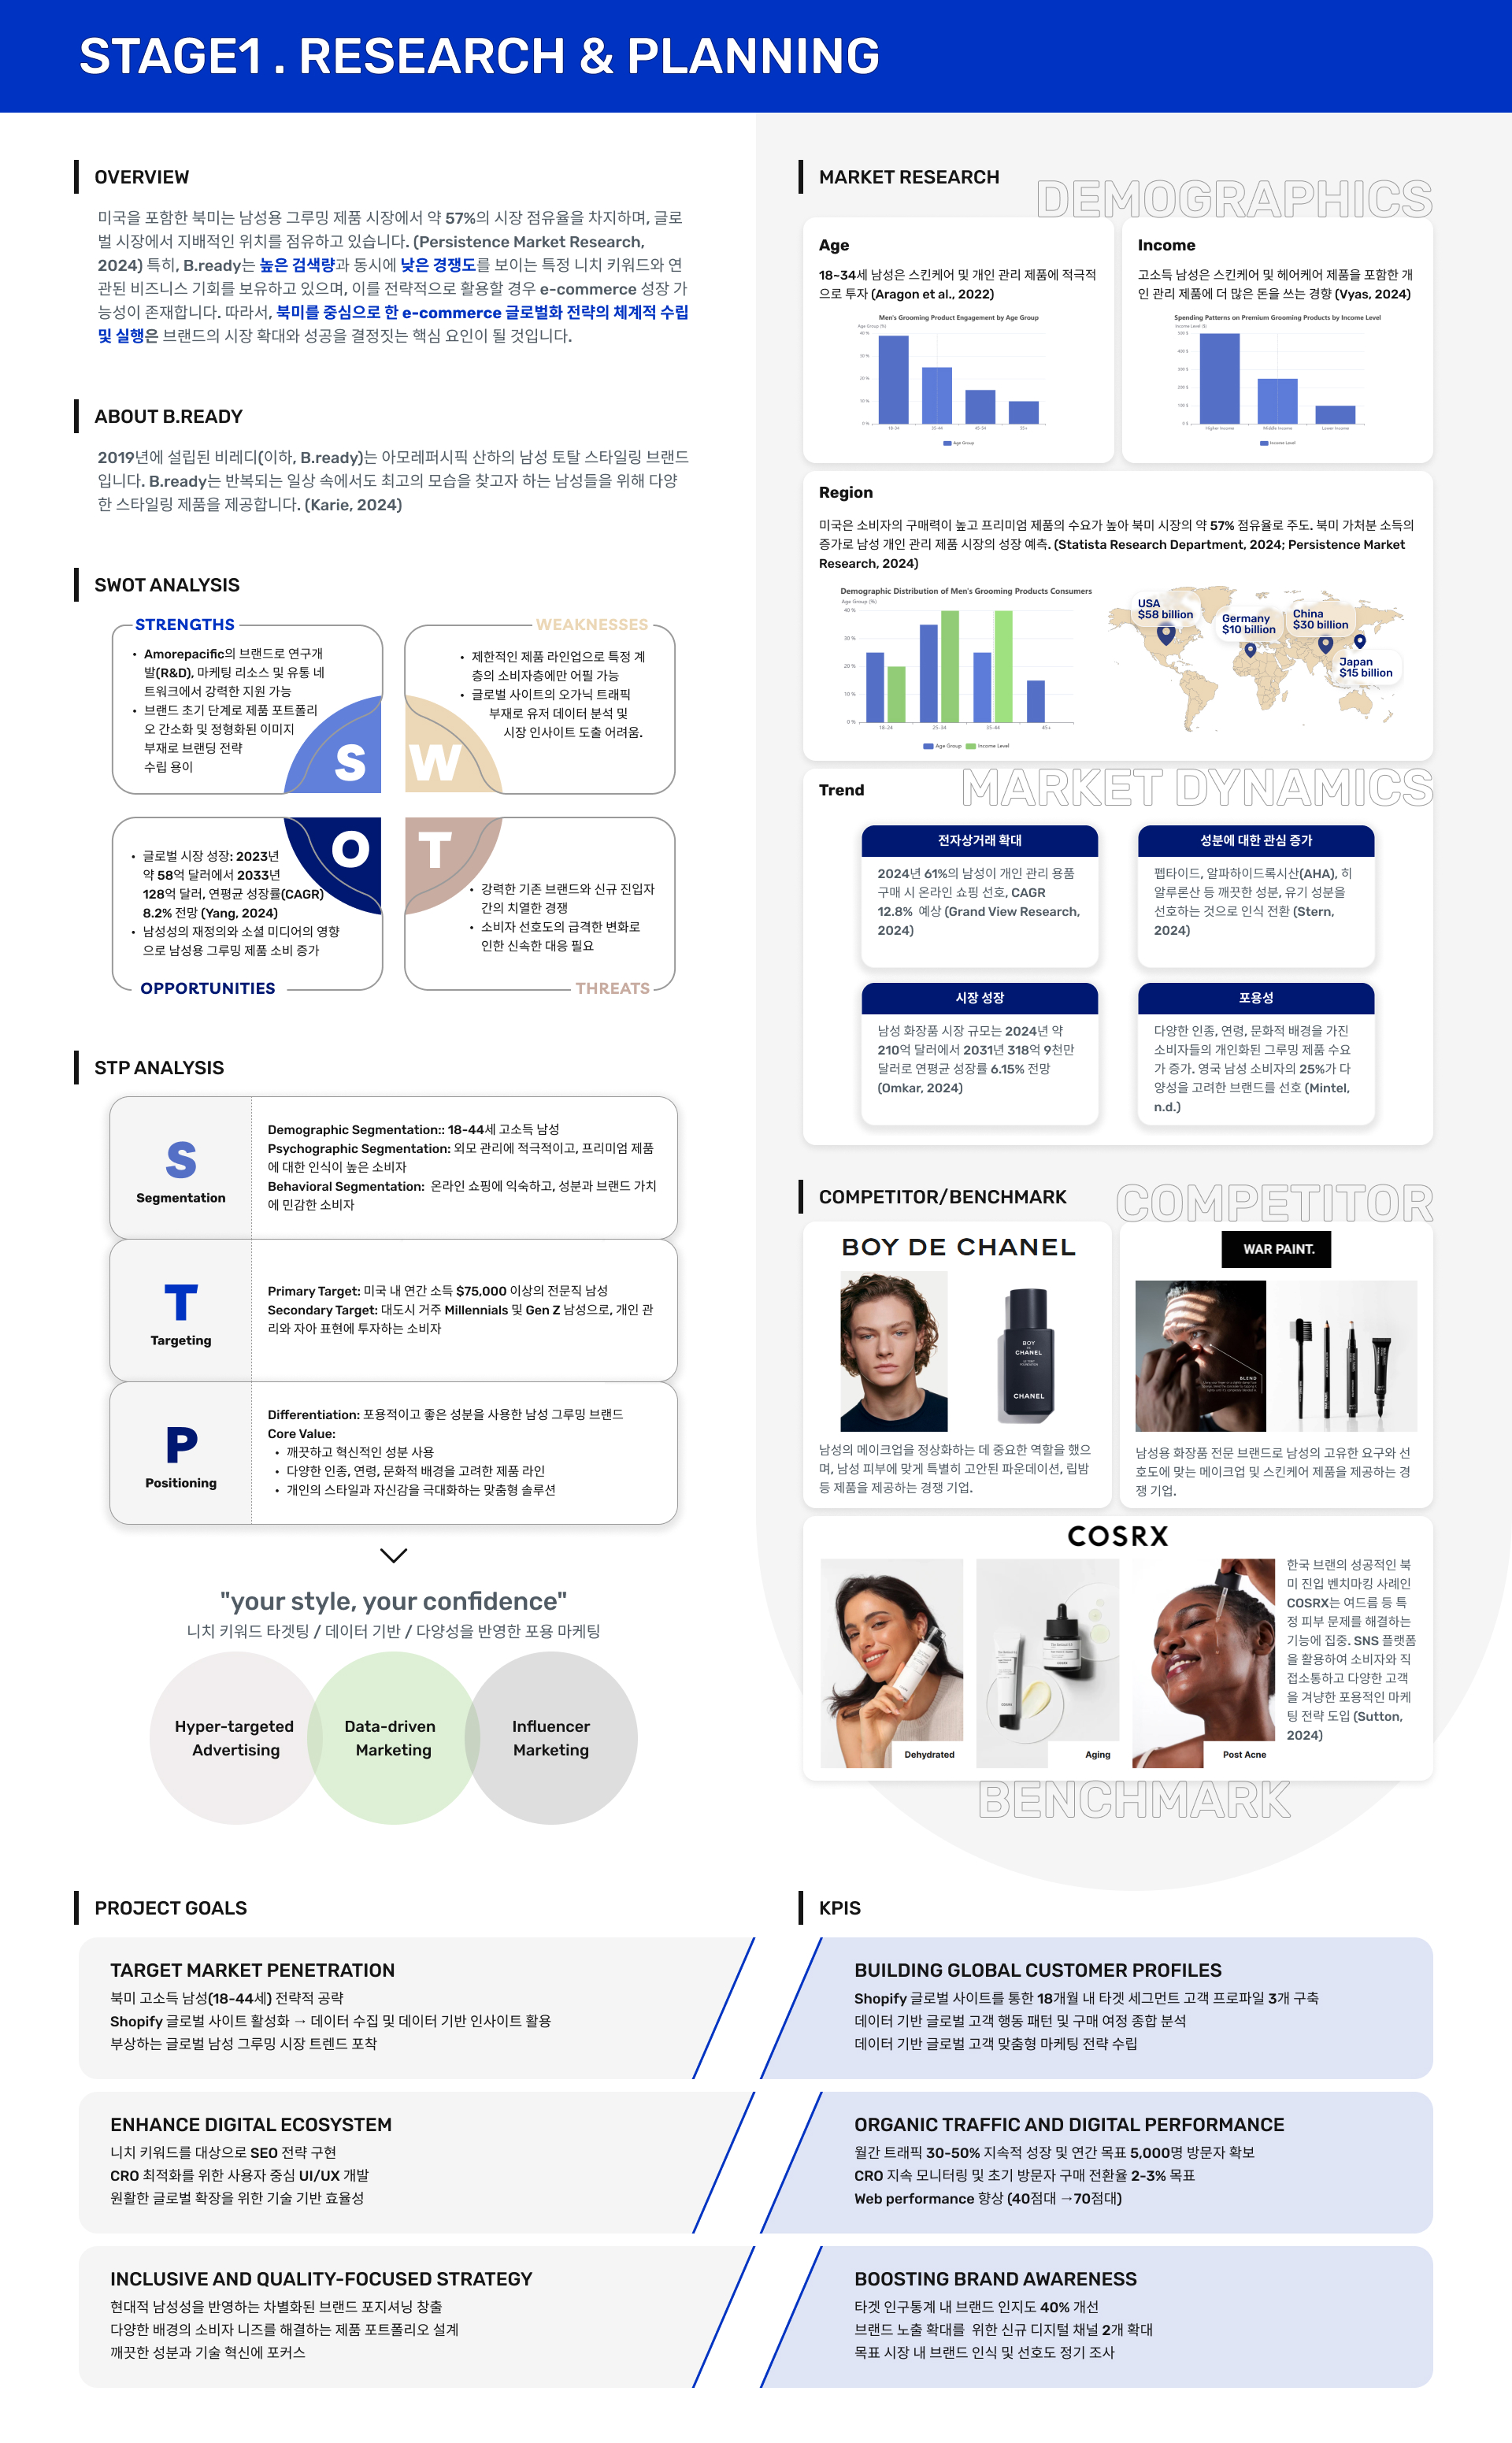 STAGE1 . RESEARCH & PLANNING
OVERVIEW
미국을 포함한 북미는 남성용 그루밍 제품 시장에서 약 57%의 시장 점유율을 차지하며, 글로
벌 시장에서 지배적인 위치를 점유하고 있습니다. (Persistence Market Research,
2024) 특히, B.ready는 높은 검색량과 동시에 낮은 경쟁도를 보이는 특정 니치 키워드와 연
관된 비즈니스 기회를 보유하고 있으며, 이를 전략적으로 활용할 경우 e-commerce 성장 가
능성이 존재합니다. 따라서, 북미를 중심으로 한 e-commerce 글로벌화 전략의 체계적 수립
및 실행은 브랜드의 시장 확대와 성공을 결정짓는 핵심 요인이 될 것입니다.
ABOUT B.READY
2019년에 설립된 비레디(이하, B.ready)는 아모레퍼시픽 산하의 남성 토탈 스타일링 브랜드
입니다. B.ready는 반복되는 일상 속에서도 최고의 모습을 찾고자 하는 남성들을 위해 다양
한 스타일링 제품을 제공합니다. (Karie, 2024)
SWOT ANALYSIS
STRENGTHS
• Amorepacific의 브랜드로 연구개
발(R&D), 마케팅 리소스 및 유통 네
트워크에서 강력한 지원 가능
• 브랜드 초기 단계로 제품 포트폴리
오 간소화 및 정형화된 이미지
부재로 브랜딩 전략
수립 용이
S
WEAKNESSES
• 제한적인 제품 라인업으로 특정 계
층의 소비자층에만 어필 가능
• 글로벌 사이트의 오가닉 트래픽
부재로 유저 데이터 분석 및
시장 인사이트 도출 어려움.
W
O
• 글로벌 시장 성장: 2023년
약 58억 달러에서 2033년
128억 달러, 연평균 성장률(CAGR)
8.2% 전망 (Yang, 2024)
• 남성성의 재정의와 소셜 미디어의 영향
으로 남성용 그루밍 제품 소비 증가
OPPORTUNITIES
T
• 강력한 기존 브랜드와 신규 진입자
간의 치열한 경쟁
• 소비자 선호도의 급격한 변화로
인한 신속한 대응 필요
THREATS
STP ANALYSIS
S
Segmentation
Demographic Segmentation:: 18-44세 고소득 남성
Psychographic Segmentation: 외모 관리에 적극적이고, 프리미엄 제품
에 대한 인식이 높은 소비자
Behavioral Segmentation: 온라인 쇼핑에 익숙하고, 성분과 브랜드 가치
에 민감한 소비자
T
Targeting
Primary Target: 미국 내 연간 소득 $75,000 이상의 전문직 남성
Secondary Target: 대도시 거주 Millennials 및 Gen Z 남성으로, 개인 관
리와 자아 표현에 투자하는 소비자
P
Positioning
Differentiation: 포용적이고 좋은 성분을 사용한 남성 그루밍 브랜드
Core Value:
• 깨끗하고 혁신적인 성분 사용
• 다양한 인종, 연령, 문화적 배경을 고려한 제품 라인
• 개인의 스타일과 자신감을 극대화하는 맞춤형 솔루션
"your style, your confidence"
니치 키워드 타겟팅 / 데이터 기반 / 다양성을 반영한 포용 마케팅
Hyper-targeted
Advertising
Data-driven
Marketing
Influencer
Marketing
MARKET RESEARCH
DEMOGRAPHICS
Age
18-34세 남성은 스킨케어 및 개인 관리 제품에 적극적
으로 투자 (Aragon et al., 2022)
Men's Grooming Product Engagement by Age Group
Age Group (%)
40 %
30 %
20 %
10 %
0 %
18-34
35-44
45-54
55+
Age Group
Income
고소득 남성은 스킨케어 및 헤어케어 제품을 포함한 개
인 관리 제품에 더 많은 돈을 쓰는 경향 (Vyas, 2024)
Spending Patterns on Premium Grooming Products by Income Level
Income Level ($)
500 $
400 $
300 $
200 $
100 $
0 $
Higher Income
Middle Income
Lower Income
Income Level
Region
미국은 소비자의 구매력이 높고 프리미엄 제품의 수요가 높아 북미 시장의 약 57% 점유율로 주도. 북미 가처분 소득의
증가로 남성 개인 관리 제품 시장의 성장 예측. (Statista Research Department, 2024; Persistence Market
Research, 2024)
Demographic Distribution of Men's Grooming Products Consumers
Age Group (%)
40 %
30 %
20 %
10 %
0 %
18-24
25-34
35-44
45+
Age Group
Income Level
USA
$58 billion
Germany
$10 billion
China
$30 billion
Japan
$15 billion
Trend
MARKET DYNAMICS
전자상거래 확대
2024년 61%의 남성이 개인 관리 용품
구매 시 온라인 쇼핑 선호, CAGR
12.8% 예상 (Grand View Research,
2024)
성분에 대한 관심 증가
펩타이드, 알파하이드록시산(AHA), 히
알루론산 등 깨끗한 성분, 유기 성분을
선호하는 것으로 인식 전환 (Stern,
2024)
시장 성장
남성 화장품 시장 규모는 2024년 약
210억 달러에서 2031년 318억 9천만
달러로 연평균 성장률 6.15% 전망
(Omkar, 2024)
포용성
다양한 인종, 연령, 문화적 배경을 가진
소비자들의 개인화된 그루밍 제품 수요
가 증가. 영국 남성 소비자의 25%가 다
양성을 고려한 브랜드를 선호 (Mintel,
n.d.)
COMPETITOR/BENCHMARK
COMPETITOR
BOY DE CHANEL
BOY
DE
CHANEL
CHANEL
남성의 메이크업을 정상화하는 데 중요한 역할을 했으
며, 남성 피부에 맞게 특별히 고안된 파운데이션, 립밤
등 제품을 제공하는 경쟁 기업.
WAR PAINT.
BLEND
남성용 화장품 전문 브랜드로 남성의 고유한 요구와 선
호도에 맞는 메이크업 및 스킨케어 제품을 제공하는 경
쟁 기업.
COSRX
Dehydrated
Aging
Post Acne
한국 브랜의 성공적인 북
미 진입 벤치마킹 사례인
COSRX는 여드름 등 특
정 피부 문제를 해결하는
기능에 집중. SNS 플랫폼
을 활용하여 소비자와 직
접소통하고 다양한 고객
을 겨냥한 포용적인 마케
팅 전략 도입 (Sutton,
2024)
BENCHMARK
PROJECT GOALS
TARGET MARKET PENETRATION
북미 고소득 남성(18-44세) 전략적 공략
Shopify 글로벌 사이트 활성화 → 데이터 수집 및 데이터 기반 인사이트 활용
부상하는 글로벌 남성 그루밍 시장 트렌드 포착
ENHANCE DIGITAL ECOSYSTEM
니치 키워드를 대상으로 SEO 전략 구현
CRO 최적화를 위한 사용자 중심 UI/UX 개발
원활한 글로벌 확장을 위한 기술 기반 효율성
INCLUSIVE AND QUALITY-FOCUSED STRATEGY
현대적 남성성을 반영하는 차별화된 브랜드 포지셔닝 창출
다양한 배경의 소비자 니즈를 해결하는 제품 포트폴리오 설계
깨끗한 성분과 기술 혁신에 포커스
KPIS
BUILDING GLOBAL CUSTOMER PROFILES
Shopify 글로벌 사이트를 통한 18개월 내 타겟 세그먼트 고객 프로파일 3개 구축
데이터 기반 글로벌 고객 행동 패턴 및 구매 여정 종합 분석
데이터 기반 글로벌 고객 맞춤형 마케팅 전략 수립
ORGANIC TRAFFIC AND DIGITAL PERFORMANCE
월간 트래픽 30-50% 지속적 성장 및 연간 목표 5,000명 방문자 확보
CRO 지속 모니터링 및 초기 방문자 구매 전환율 2-3% 목표
Web performance 향상 (40점대 →70점대)
BOOSTING BRAND AWARENESS
타겟 인구통계 내 브랜드 인지도 40% 개선
브랜드 노출 확대를 위한 신규 디지털 채널 2개 확대
목표 시장 내 브랜드 인식 및 선호도 정기 조사